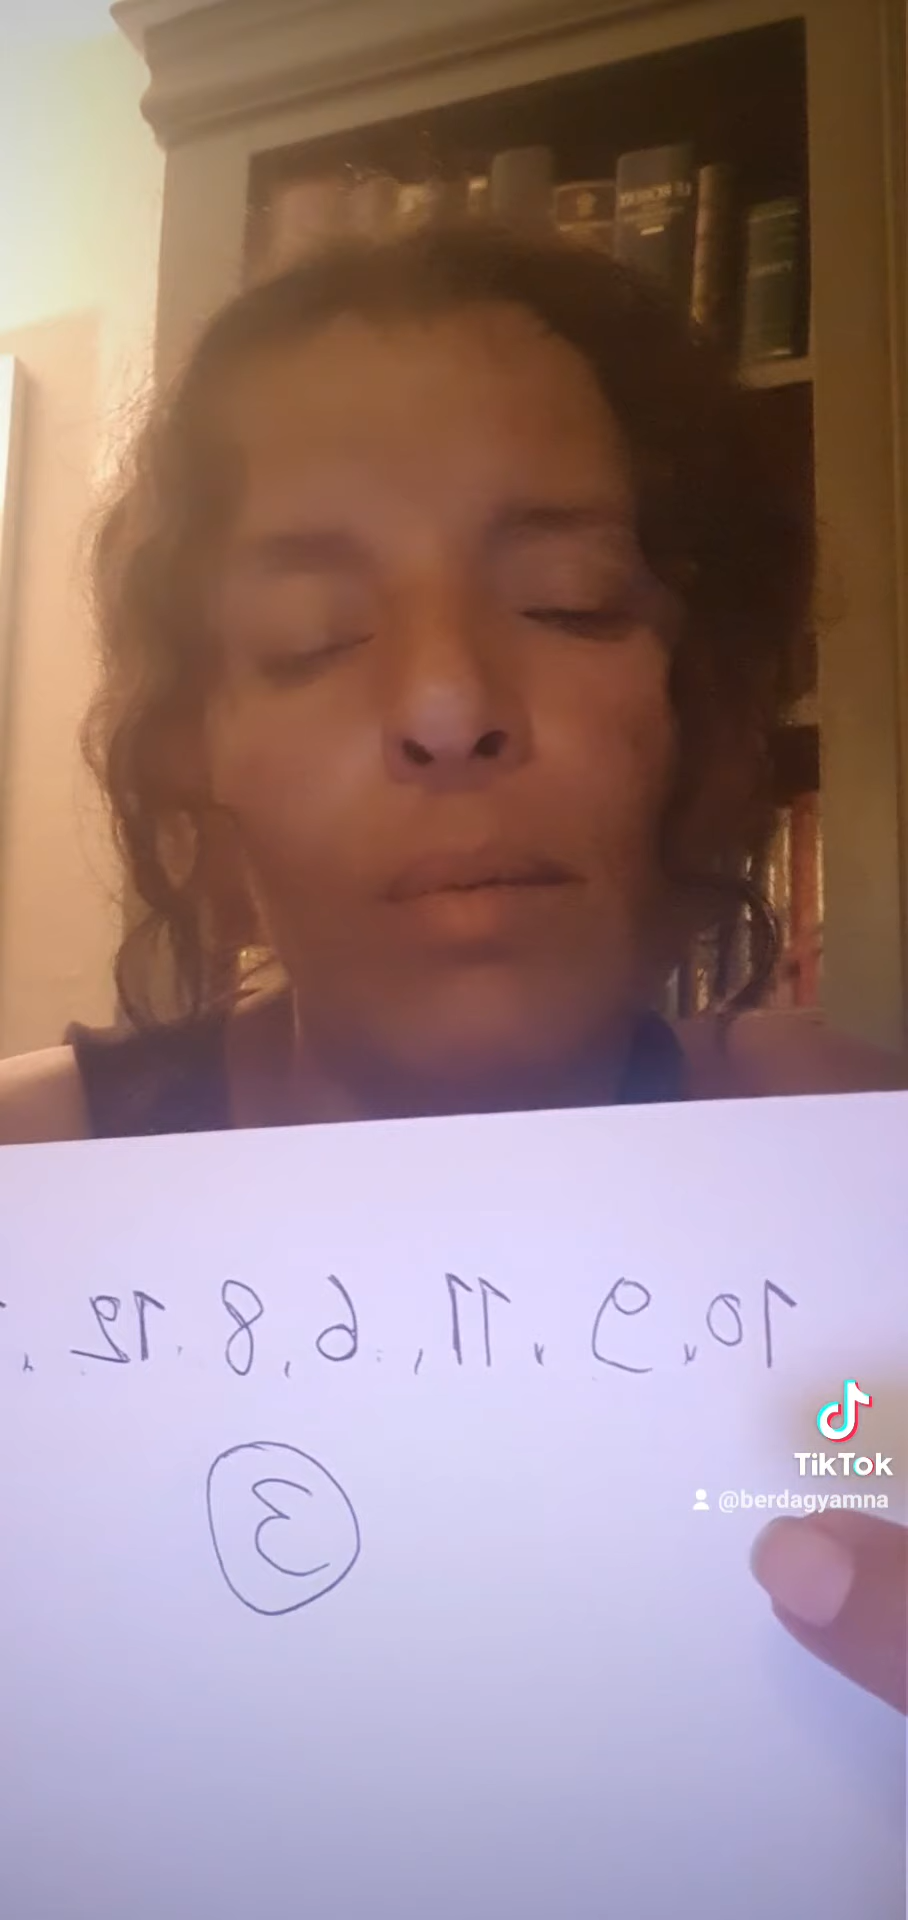 10, 9, 11, 6, 8, 12,
3
TikTok
@berdagyamna